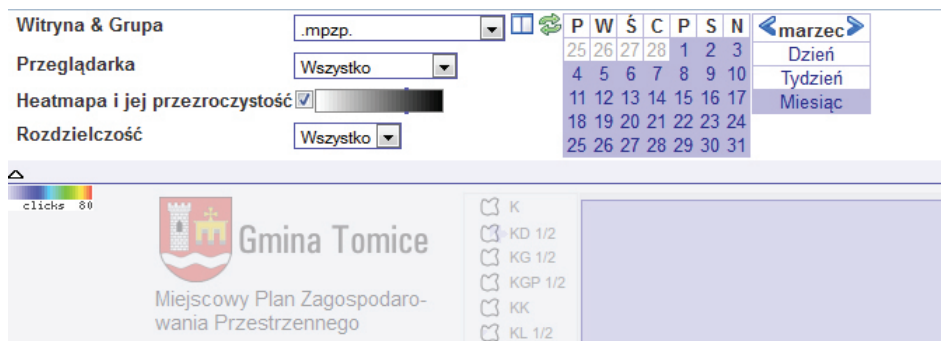 Witryna & Grupa
.mpzp.
Przeglądarka
Wszystko
Heatmapa i jej przezroczystość
Rozdzielczość
Wszystko
P W Ś C P S N
25 26 27 28 1 2 3
4 5 6 7 8 9 10
11 12 13 14 15 16 17
18 19 20 21 22 23 24
25 26 27 28 29 30 31
marzec
Dzień
Tydzień
Miesiąc
clicks 80
Gmina Tomice
Miejscowy Plan Zagospodaro-
wania Przestrzennego
K
KD 1/2
KG 1/2
KGP 1/2
KK
KL 1/2